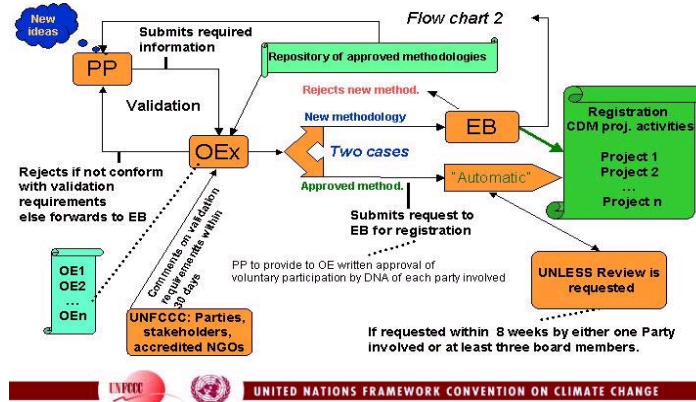 New
ideas
Submits required
information
Flow chart 2
PP
Repository of approved methodologies
Rejects new method.
Validation
New methodology
EB
Registration
CDM proj. activities
Project 1
Project 2
...
Project n
OEx
Two cases
Approved method.
"Automatic"
Rejects if not conform
with validation
requirements
else forwards to EB
Submits request to
EB for registration
Comments on validation
requirementts within
30 days
PP to provide to OE written approval of
voluntary participation by DNA of each party involved
UNLESS Review is
requested
OE1
OE2
...
OEn
UNFCCC: Parties,
stakeholders,
accredited NGOs
If requested within 8 weeks by either one Party
involved or at least three board members.
UNFCCC
UNITED NATIONS FRAMEWORK CONVENTION ON CLIMATE CHANGE